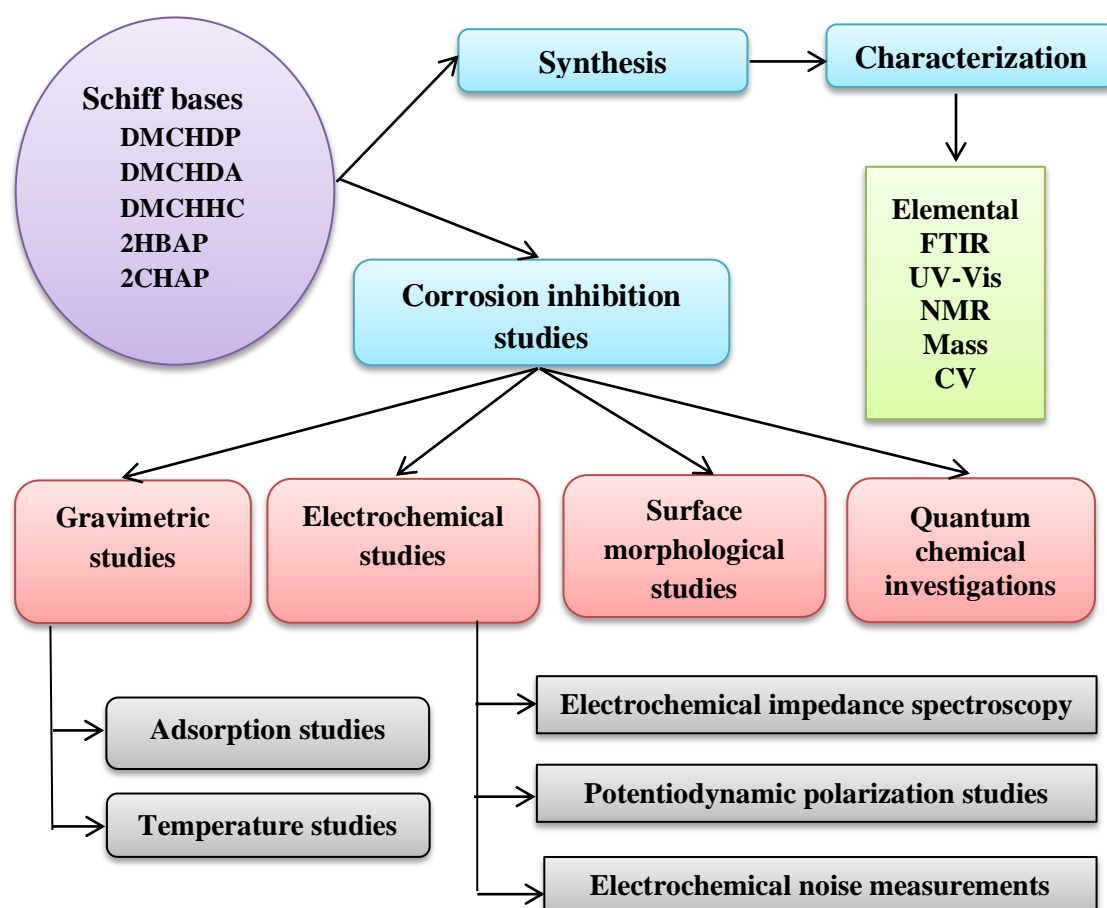 Schiff bases
DMCHDP
DMCHDA
DMCHHC
2HBAP
2CHAP
Synthesis
Characterization
Elemental
FTIR
UV-Vis
NMR
Mass
CV
Corrosion inhibition
studies
Gravimetric
studies
Electrochemical
studies
Surface
morphological
studies
Quantum
chemical
investigations
Adsorption studies
Temperature studies
Electrochemical impedance spectroscopy
Potentiodynamic polarization studies
Electrochemical noise measurements